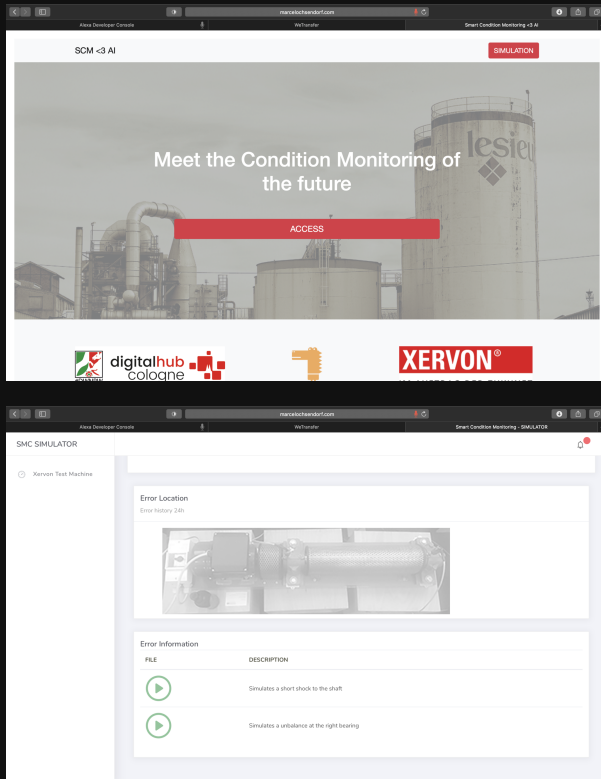 marcelochsendorf.com
Alexa Developer Console
WeTransfer
Smart Condition Monitoring <3 AI
SCM <3 AI
SIMULATION
Meet the Condition Monitoring of
the future
ACCESS
digitalhub
cologne
XERVON®
marcelochsendorf.com
Alexa Developer Console
WeTransfer
Smart Condition Monitoring - SIMULATOR
SMC SIMULATOR
Xervon Test Machine
Error Location
Error history 24h
Error Information
FILE
DESCRIPTION
Simulates a short shock to the shaft
Simulates a unbalance at the right bearing